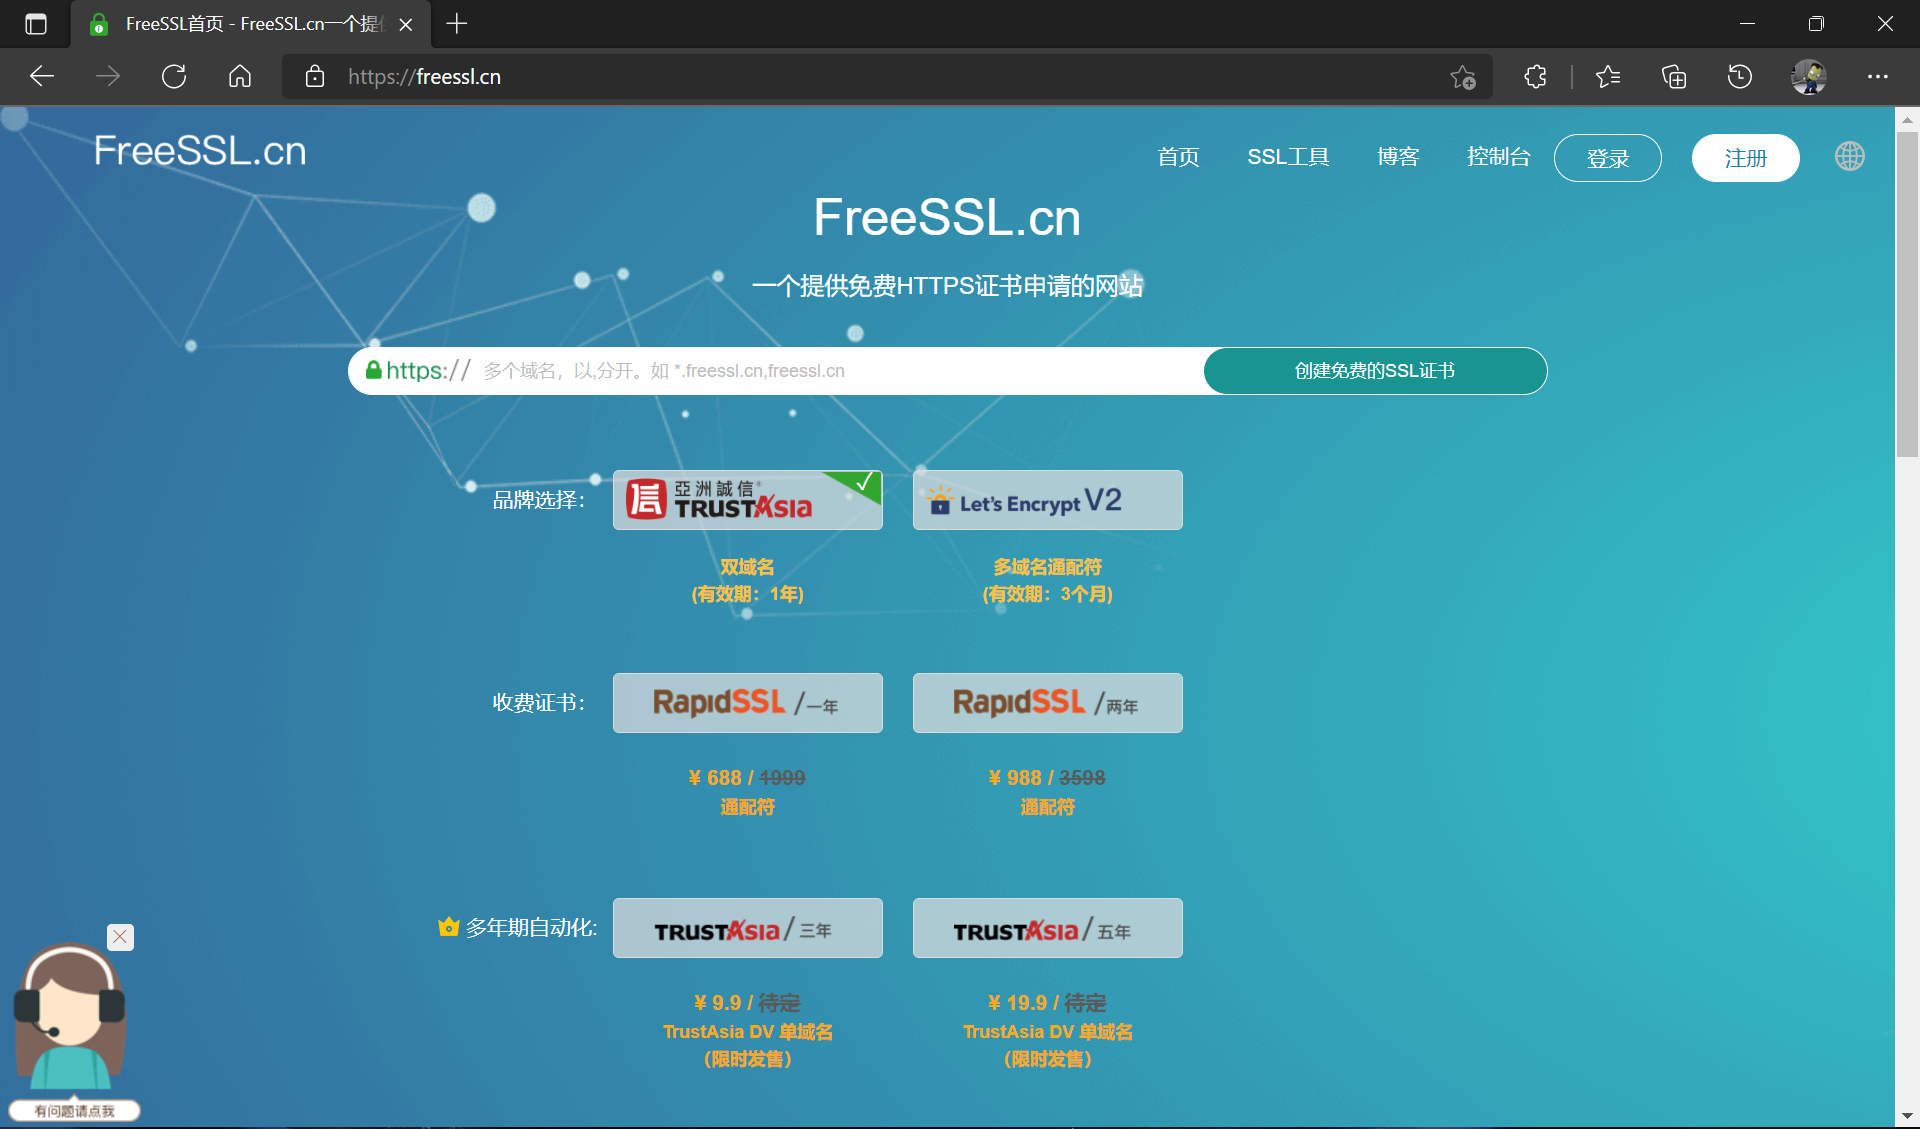 FreeSSL首页 - FreeSSL.cn一个提
https://freessl.cn
FreeSSL.cn
首页 SSL工具 博客 控制台 登录 注册
FreeSSL.cn
一个提供免费HTTPS证书申请的网站
https:// 多个域名，以,分开。如 *.freessl.cn,freessl.cn 创建免费的SSL证书
品牌选择：
亞洲誠信®
TRUSTASIA
Let's Encrypt V2
双域名
(有效期：1年)
多域名通配符
(有效期：3个月)
收费证书：
RapidSSL /一年
RapidSSL /两年
¥ 688 / 1999
通配符
¥ 988 / 3598
通配符
多年期自动化:
TRUSTASIA / 三年
TRUSTASIA / 五年
¥ 9.9 / 待定
TrustAsia DV 单域名
（限时发售）
¥ 19.9 / 待定
TrustAsia DV 单域名
（限时发售）
有问题请点我